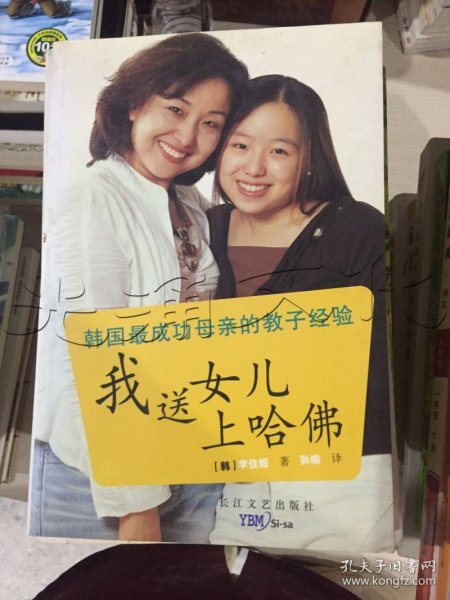 韩国最成功母亲的教子经验
我送女儿
上哈佛
[韩]李佳姬 著 孙皓 译
长江文艺出版社
YBM Si-sa
孔夫子旧书网
www.kongfz.com